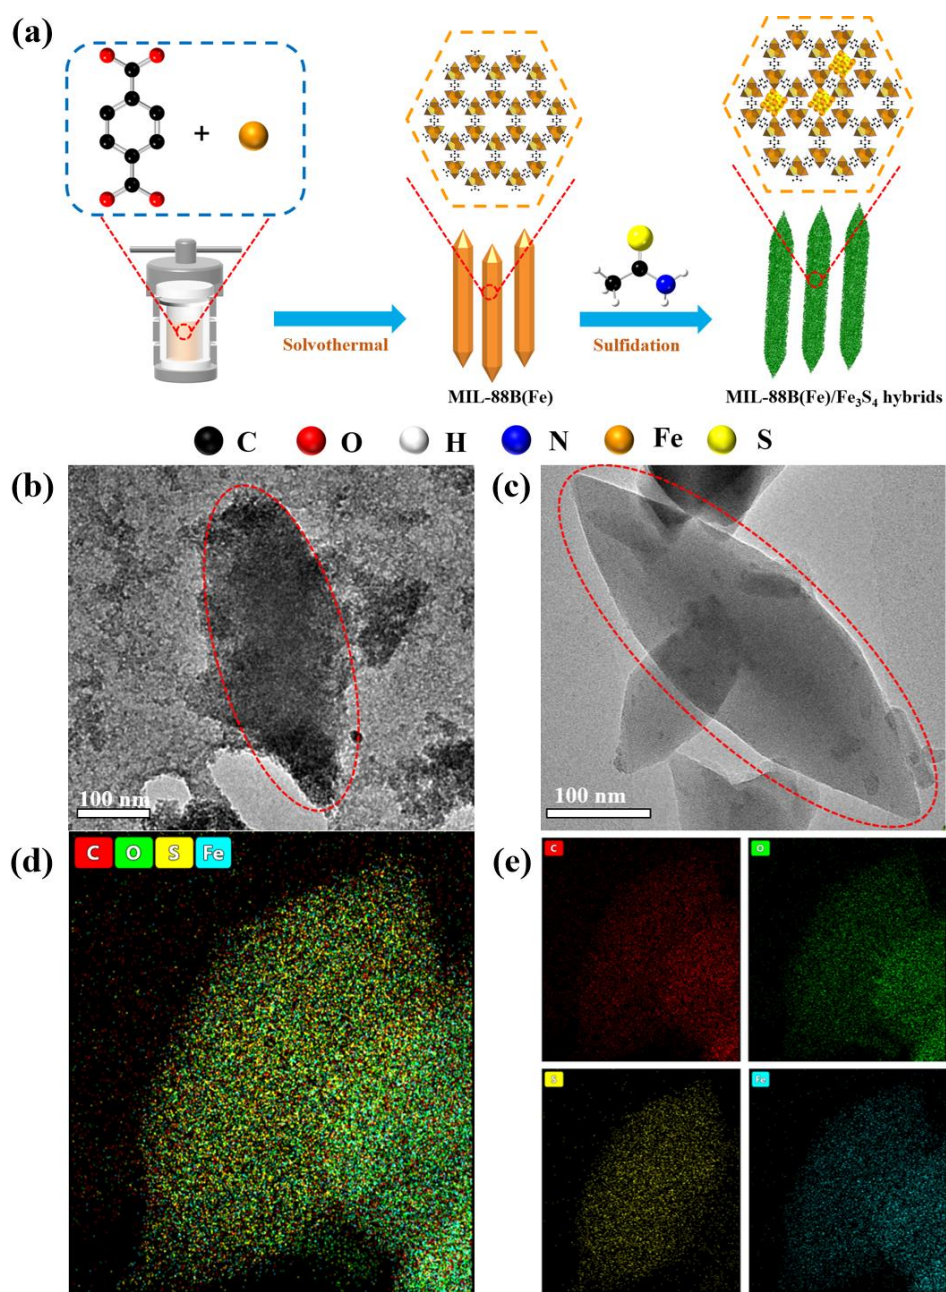 (a)
+
Solvothermal
Sulfidation
MIL-88B(Fe)
MIL-88B(Fe)/Fe₃S₄ hybrids
C O H N Fe S
(b)
100 nm
(c)
100 nm
(d)
C O S Fe
(e)
C
O
S
Fe